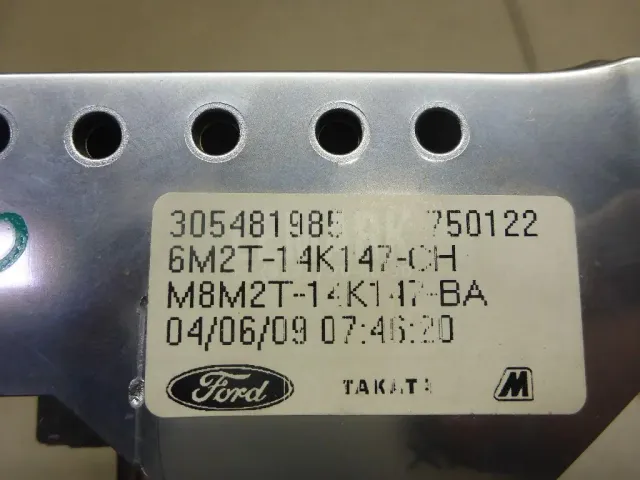 305481985 750122
6M2T-14K147-CH
M8M2T-14K147-BA
04/06/09 07:46:20
Ford TAKATA M